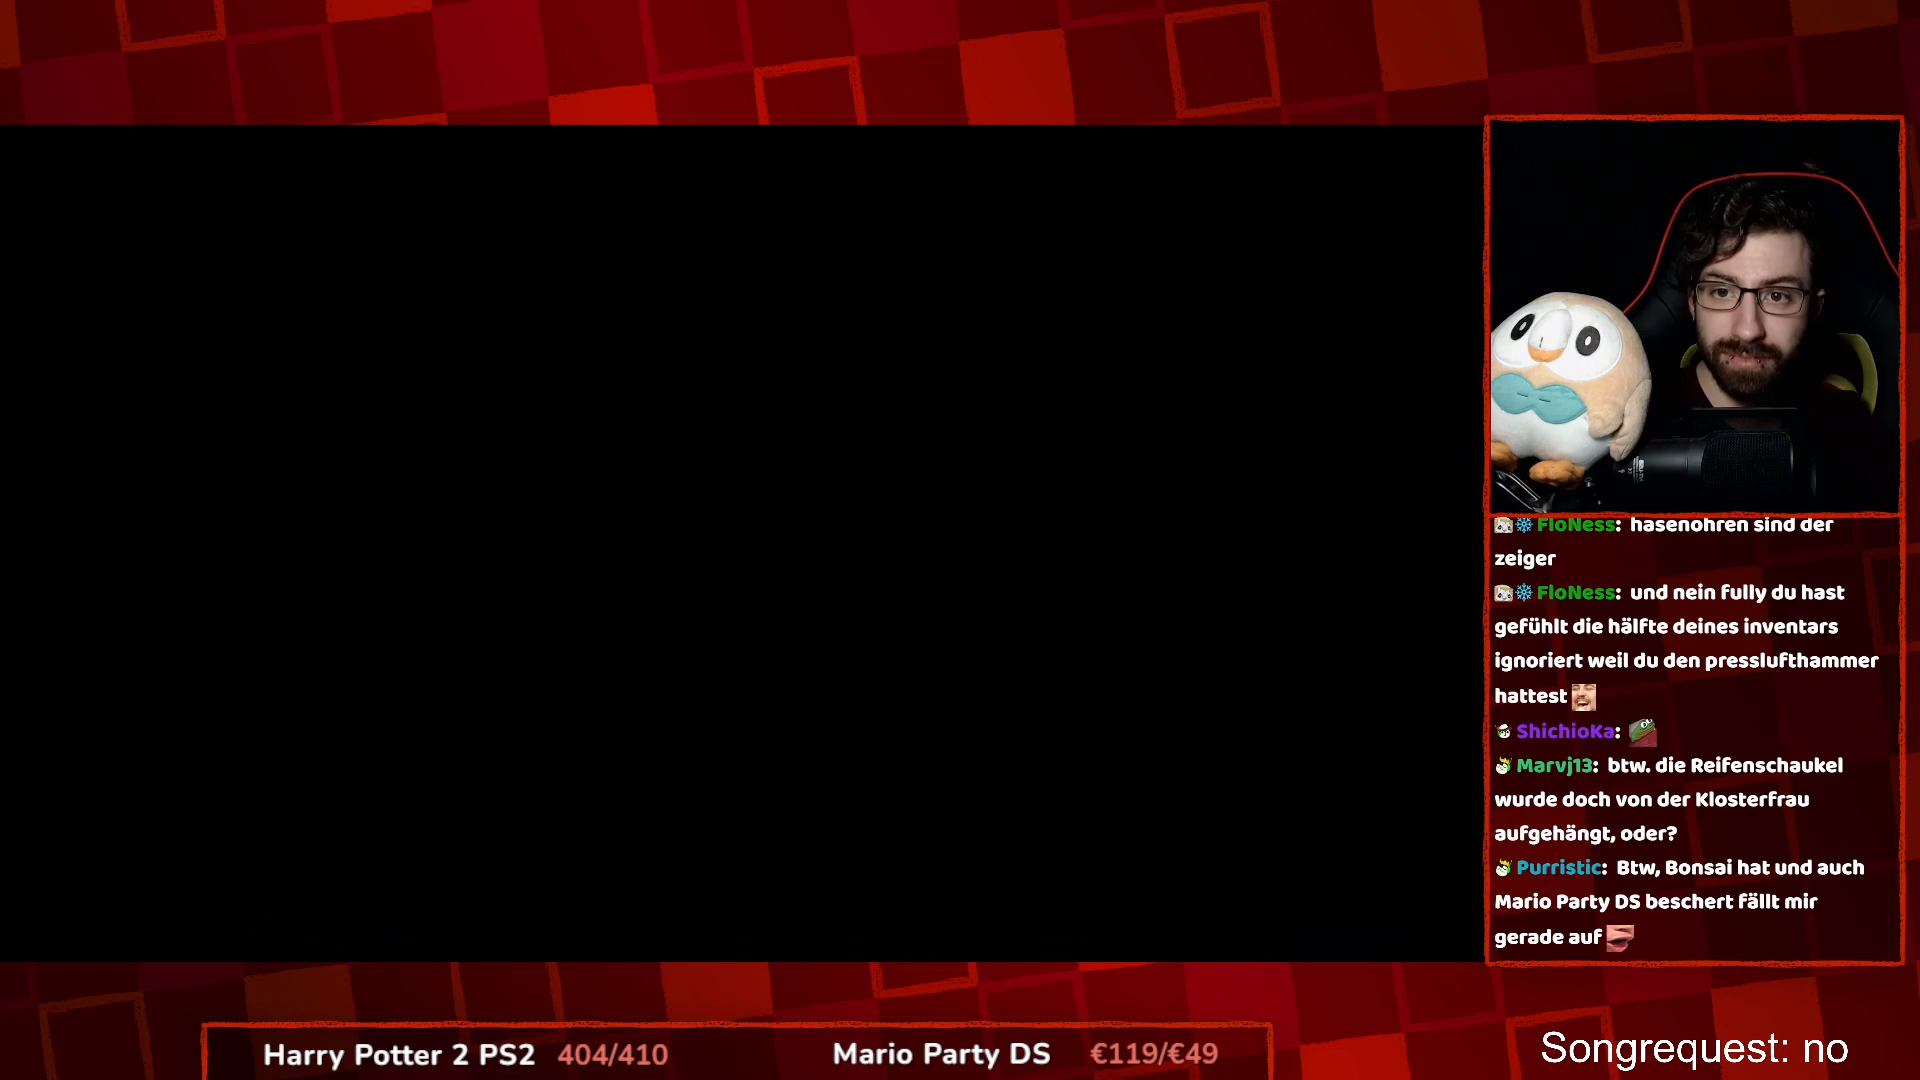 FloNess: hasenohren sind der
zeiger
FloNess: und nein fully du hast
gefühlt die hälfte deines inventars
ignoriert weil du den presslufthammer
hattest
ShichioKa:
Marvj13: btw. die Reifenschaukel
wurde doch von der Klosterfrau
aufgehängt, oder?
Purristic: Btw, Bonsai hat und auch
Mario Party DS beschert fällt mir
gerade auf
Harry Potter 2 PS2 404/410
Mario Party DS €119/€49
Songrequest: no